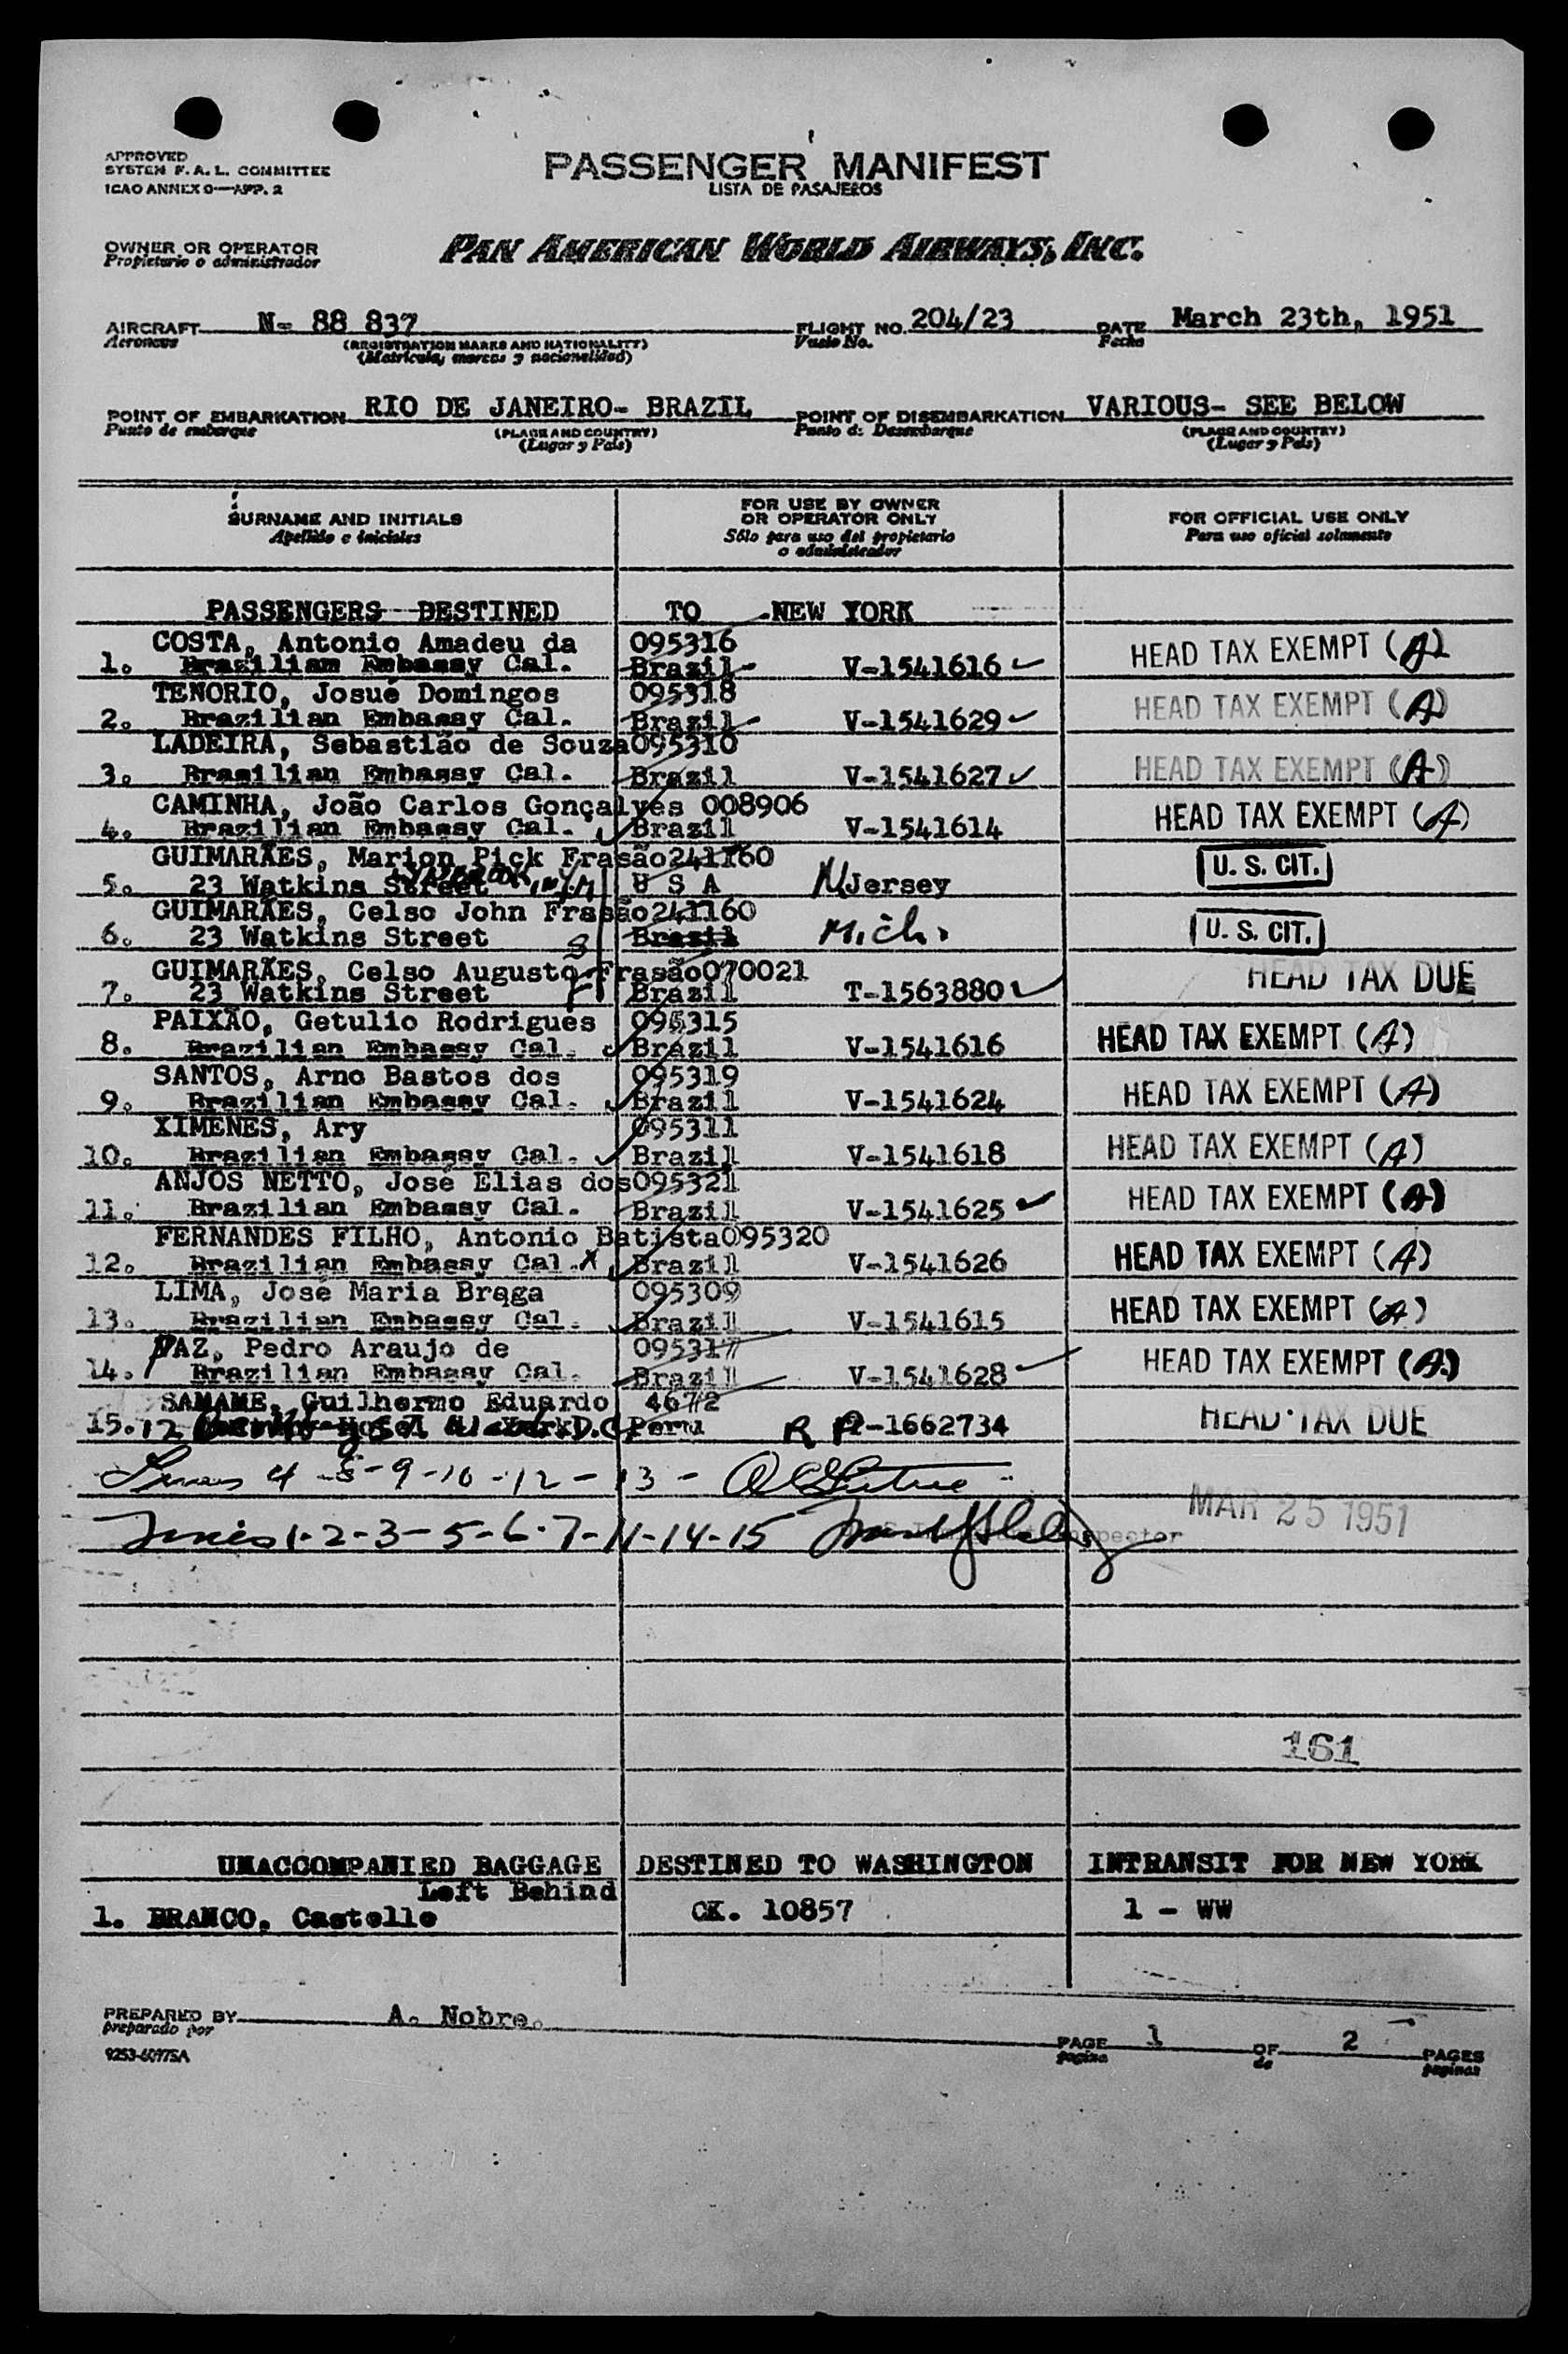 APPROVED
SYSTEM F. A. L. COMMITTEE
ICAO ANNEX 9—APP. 2
PASSENGER MANIFEST
LISTA DE PASAJEROS
OWNER OR OPERATOR
Propietario o administrador
PAN AMERICAN WORLD AIRWAYS, INC.
AIRCRAFT N- 88 837 FLIGHT NO. 204/23 DATE March 23th, 1951
Aeronave (REGISTRATION MARKS AND NATIONALITY) Vuelo No. Fecha
(Matricula, marcas y nacionalidad)
POINT OF EMBARKATION RIO DE JANEIRO- BRAZIL POINT OF DISEMBARKATION VARIOUS- SEE BELOW
Punto de embarque (PLACE AND COUNTRY) Punto de Desembarque (PLACE AND COUNTRY)
(Lugar y País) (Lugar y País)
SURNAME AND INITIALS FOR USE BY OWNER OR OPERATOR ONLY FOR OFFICIAL USE ONLY
Apellido e iniciales Sólo para uso del propietario o administrador Para uso oficial solamente
PASSENGERS DESTINED TO NEW YORK
COSTA, Antonio Amadeu da 095316
1. Brazilian Embassy Cal. Brazil V-1541616 HEAD TAX EXEMPT (A)
TENORIO, Josué Domingos 095318
2. Brazilian Embassy Cal. Brazil V-1541629 HEAD TAX EXEMPT (A)
LADEIRA, Sebastião de Souza 095310
3. Brasilian Embassy Cal. Brazil V-1541627 HEAD TAX EXEMPT (A)
CAMINHA, João Carlos Gonçalves 008906
4. Brazilian Embassy Cal. Brazil V-1541614 HEAD TAX EXEMPT (A)
GUIMARÃES, Marion Pick Frasão 241160
5. 23 Watkins Street U S A N Jersey U. S. CIT.
GUIMARÃES, Celso John Frasão 241160
6. 23 Watkins Street Brazil Mich. U. S. CIT.
GUIMARÃES, Celso Augusto Frasão 070021
7. 23 Watkins Street Brazil T-1563880 HEAD TAX DUE
PAIXÃO, Getulio Rodrigues 095315
8. Brazilian Embassy Cal. Brazil V-1541616 HEAD TAX EXEMPT (A)
SANTOS, Arno Bastos dos 095319
9. Brazilian Embassy Cal. Brazil V-1541624 HEAD TAX EXEMPT (A)
XIMENES, Ary 095311
10. Brazilian Embassy Cal. Brazil V-1541618 HEAD TAX EXEMPT (A)
ANJOS NETTO, José Elias dos 095321
11. Brazilian Embassy Cal. Brazil V-1541625 HEAD TAX EXEMPT (A)
FERNANDES FILHO, Antonio Batista 095320
12. Brazilian Embassy Cal. Brazil V-1541626 HEAD TAX EXEMPT (A)
LIMA, José Maria Braga 095309
13. Brazilian Embassy Cal. Brazil V-1541615 HEAD TAX EXEMPT (A)
PAZ, Pedro Araujo de 095317
14. Brazilian Embassy Cal. Brazil V-1541628 HEAD TAX EXEMPT (A)
SAMAME, Guilhermo Eduardo 4672
15. D.C. Peru -1662734 HEAD TAX DUE
Lines 4-8-9-10-12-13-
MAR 25 1951
Lines 1-2-3-5-6-7-11-14-15 Inspector
161
UNACCOMPANIED BAGGAGE DESTINED TO WASHINGTON INTRANSIT FOR NEW YORK
Left Behind
1. BRANCO, Castello CK. 10857 1 - WW
PREPARED BY A. Nobre.
preparado por
9253-60975A
PAGE 1 OF 2 PAGES
pagina de paginas